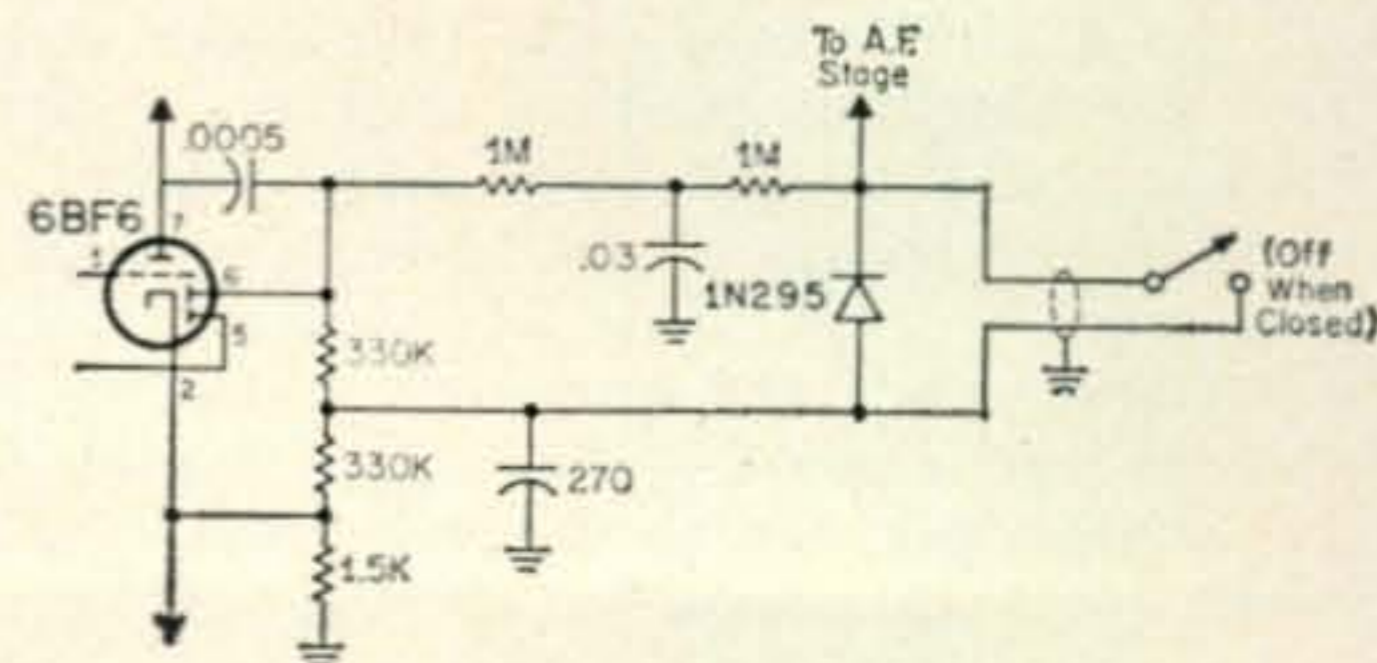 To A.F.
Stage
.0005
1M
1M
6BF6
7
1
6
5
2
.03
1N295
(Off
When
Closed)
330K
330K
270
1.5K